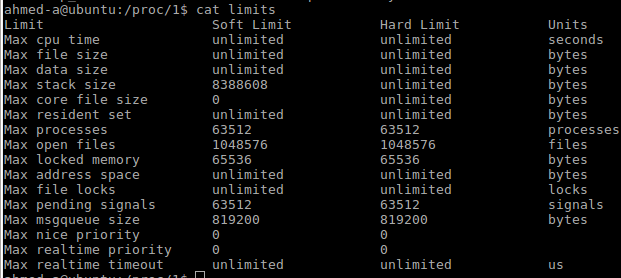 ahmed-a@ubuntu:/proc/1$ cat limits
Limit Soft Limit Hard Limit Units
Max cpu time unlimited unlimited seconds
Max file size unlimited unlimited bytes
Max data size unlimited unlimited bytes
Max stack size 8388608 unlimited bytes
Max core file size 0 unlimited bytes
Max resident set unlimited unlimited bytes
Max processes 63512 63512 processes
Max open files 1048576 1048576 files
Max locked memory 65536 65536 bytes
Max address space unlimited unlimited bytes
Max file locks unlimited unlimited locks
Max pending signals 63512 63512 signals
Max msgqueue size 819200 819200 bytes
Max nice priority 0 0
Max realtime priority 0 0
Max realtime timeout unlimited unlimited us
ahmed-a@ubuntu:/proc/1$